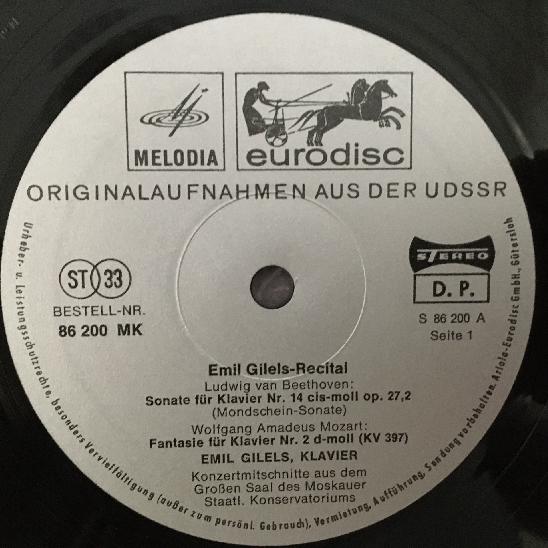 MELODIA
eurodisc
ORIGINALAUFNAHMEN AUS DER UDSSR
ST 33
BESTELL-NR.
86 200 MK
STEREO
D. P.
S 86 200 A
Seite 1
Emil Gilels-Recital
Ludwig van Beethoven:
Sonate für Klavier Nr. 14 cis-moll op. 27,2
(Mondschein-Sonate)
Wolfgang Amadeus Mozart:
Fantasie für Klavier Nr. 2 d-moll (KV 397)
EMIL GILELS, KLAVIER
Konzertmitschnitte aus dem
Großen Saal des Moskauer
Staatl. Konservatoriums
Urheber- u. Leistungsschutzrechte, besonders Vervielfältigung (außer zum persönl. Gebrauch), Vermietung, Aufführung, Sendung vorbehalten. Ariola-Eurodisc GmbH., Gütersloh